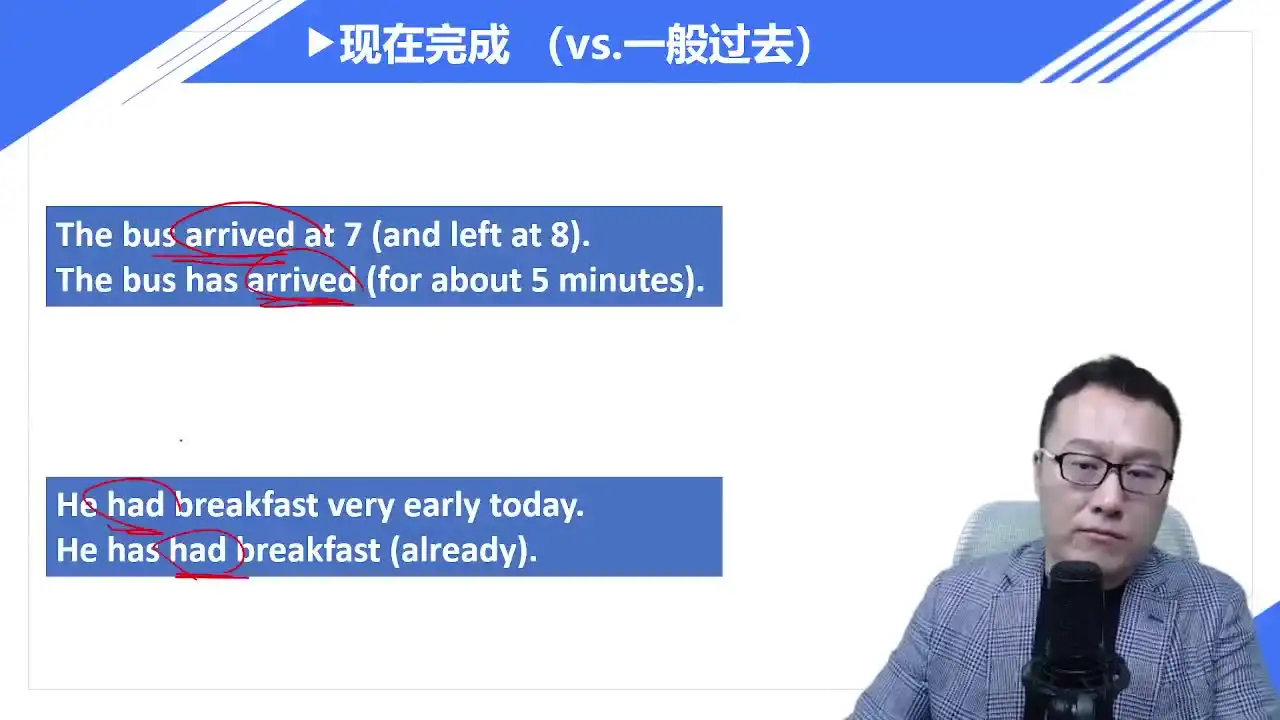 现在完成 (vs.一般过去)
The bus arrived at 7 (and left at 8).
The bus has arrived (for about 5 minutes).
He had breakfast very early today.
He has had breakfast (already).